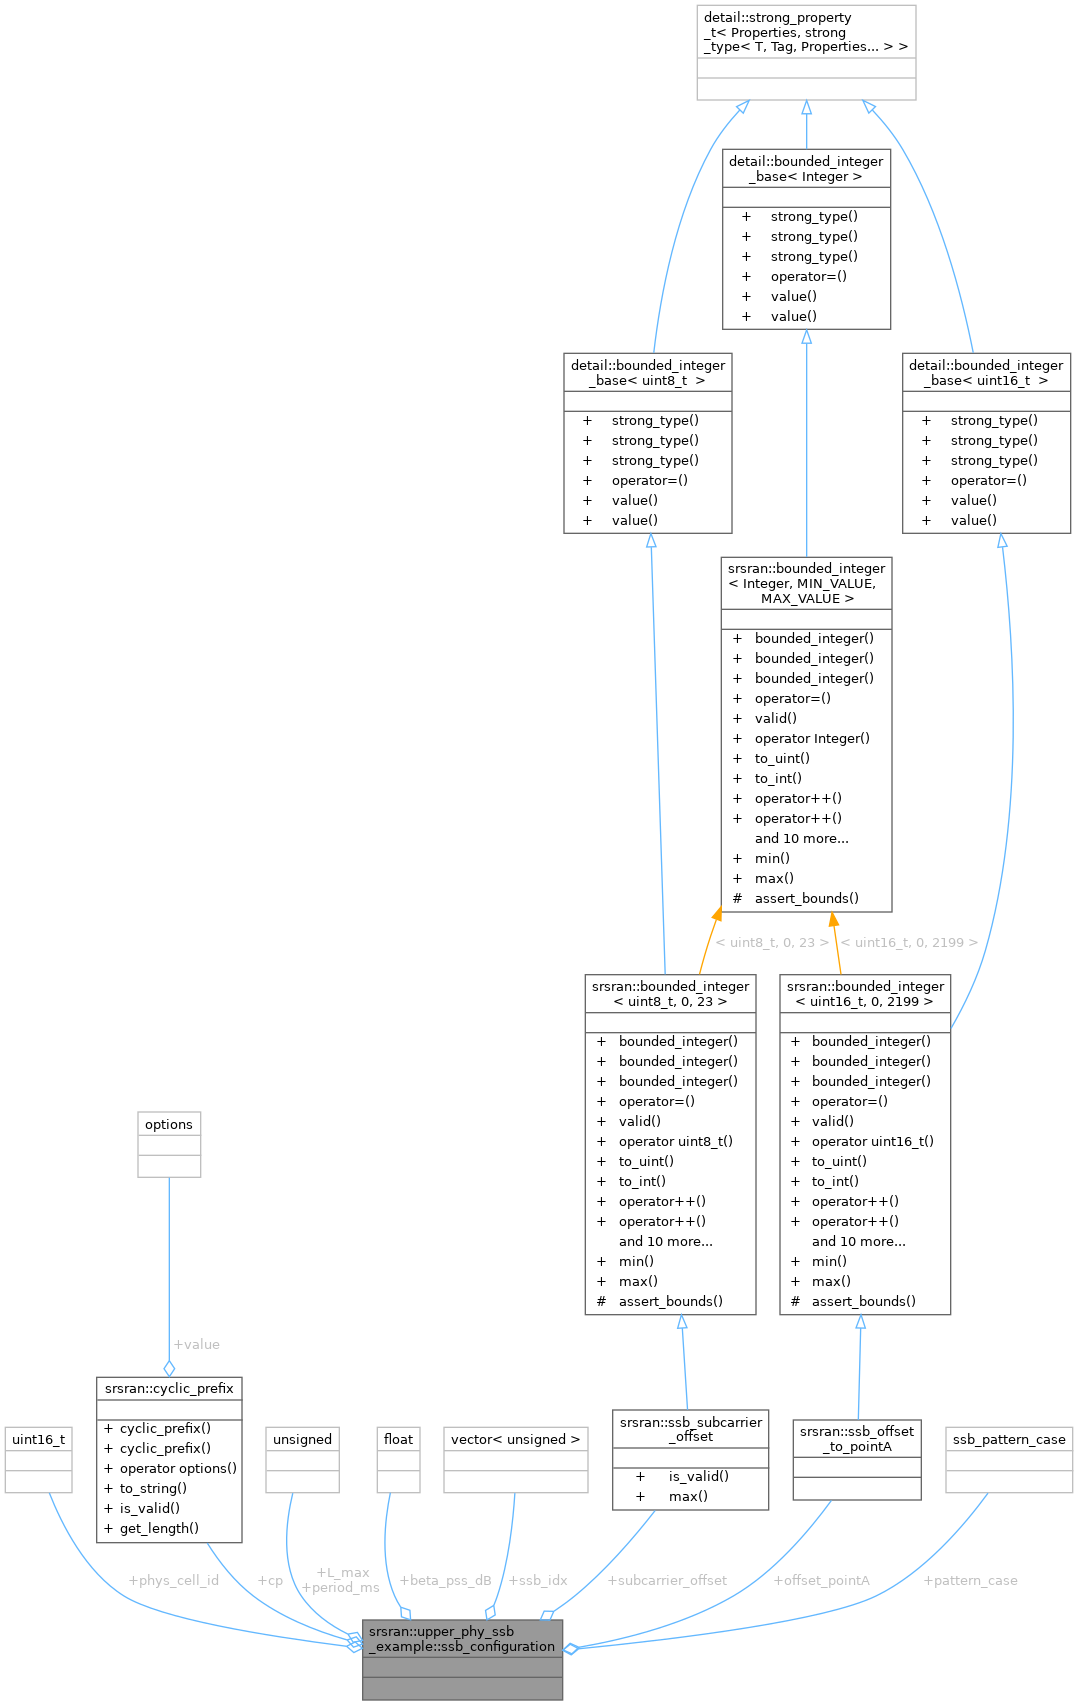 detail::strong_property
_t< Properties, strong
_type< T, Tag, Properties... > >
detail::bounded_integer
_base< Integer >
+ strong_type()
+ strong_type()
+ strong_type()
+ operator=()
+ value()
+ value()
detail::bounded_integer
_base< uint8_t >
+ strong_type()
+ strong_type()
+ strong_type()
+ operator=()
+ value()
+ value()
detail::bounded_integer
_base< uint16_t >
+ strong_type()
+ strong_type()
+ strong_type()
+ operator=()
+ value()
+ value()
srsran::bounded_integer
< Integer, MIN_VALUE,
MAX_VALUE >
+ bounded_integer()
+ bounded_integer()
+ bounded_integer()
+ operator=()
+ valid()
+ operator Integer()
+ to_uint()
+ to_int()
+ operator++()
+ operator++()
and 10 more...
+ min()
+ max()
# assert_bounds()
< uint8_t, 0, 23 >
< uint16_t, 0, 2199 >
srsran::bounded_integer
< uint8_t, 0, 23 >
+ bounded_integer()
+ bounded_integer()
+ bounded_integer()
+ operator=()
+ valid()
+ operator uint8_t()
+ to_uint()
+ to_int()
+ operator++()
+ operator++()
and 10 more...
+ min()
+ max()
# assert_bounds()
srsran::bounded_integer
< uint16_t, 0, 2199 >
+ bounded_integer()
+ bounded_integer()
+ bounded_integer()
+ operator=()
+ valid()
+ operator uint16_t()
+ to_uint()
+ to_int()
+ operator++()
+ operator++()
and 10 more...
+ min()
+ max()
# assert_bounds()
options
+value
uint16_t
srsran::cyclic_prefix
+ cyclic_prefix()
+ cyclic_prefix()
+ operator options()
+ to_string()
+ is_valid()
+ get_length()
unsigned
float
vector< unsigned >
srsran::ssb_subcarrier
_offset
+ is_valid()
+ max()
srsran::ssb_offset
_to_pointA
ssb_pattern_case
+phys_cell_id
+cp
+L_max
+period_ms
+beta_pss_dB
+ssb_idx
+subcarrier_offset
+offset_pointA
+pattern_case
srsran::upper_phy_ssb
_example::ssb_configuration